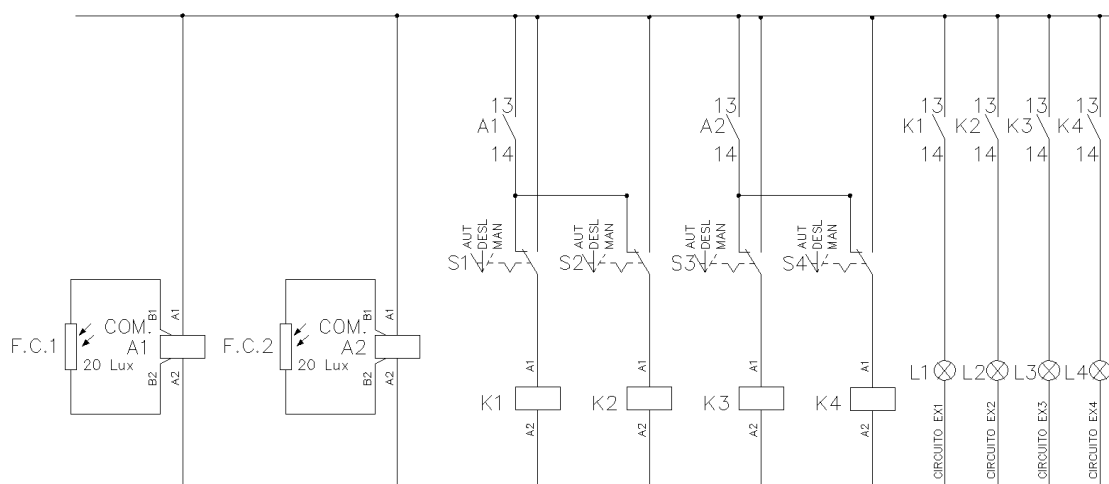 F.C.1
20 Lux
COM.
A1
B1
B2
A1
A2
F.C.2
20 Lux
COM.
A2
B1
B2
A1
A2
13
A1
14
S1
AUT
DESL
MAN
A1
K1
A2
S2
AUT
DESL
MAN
A1
K2
A2
13
A2
14
S3
AUT
DESL
MAN
A1
K3
A2
S4
AUT
DESL
MAN
A1
K4
A2
13
K1
14
L1
CIRCUITO EX1
13
K2
14
L2
CIRCUITO EX2
13
K3
14
L3
CIRCUITO EX3
13
K4
14
L4
CIRCUITO EX4